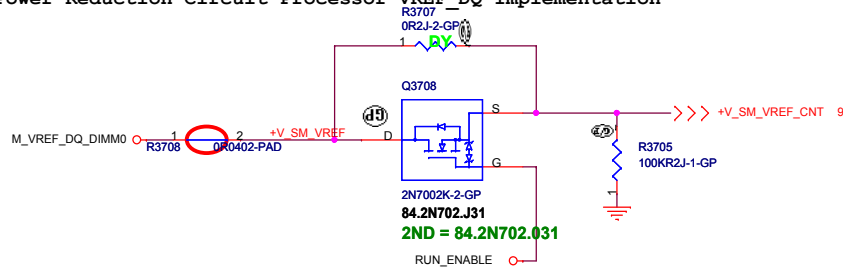 Power Reduction Circuit Processor VREF_DQ Implementation
R3707
0R2J-2-GP
1
DY
Q3708
GP
S
+V_SM_VREF_CNT 9
M_VREF_DQ_DIMM0
1
2
+V_SM_VREF
D
R3708
0R0402-PAD
G
R3705
100KR2J-1-GP
1
2N7002K-2-GP
84.2N702.J31
2ND = 84.2N702.031
RUN_ENABLE